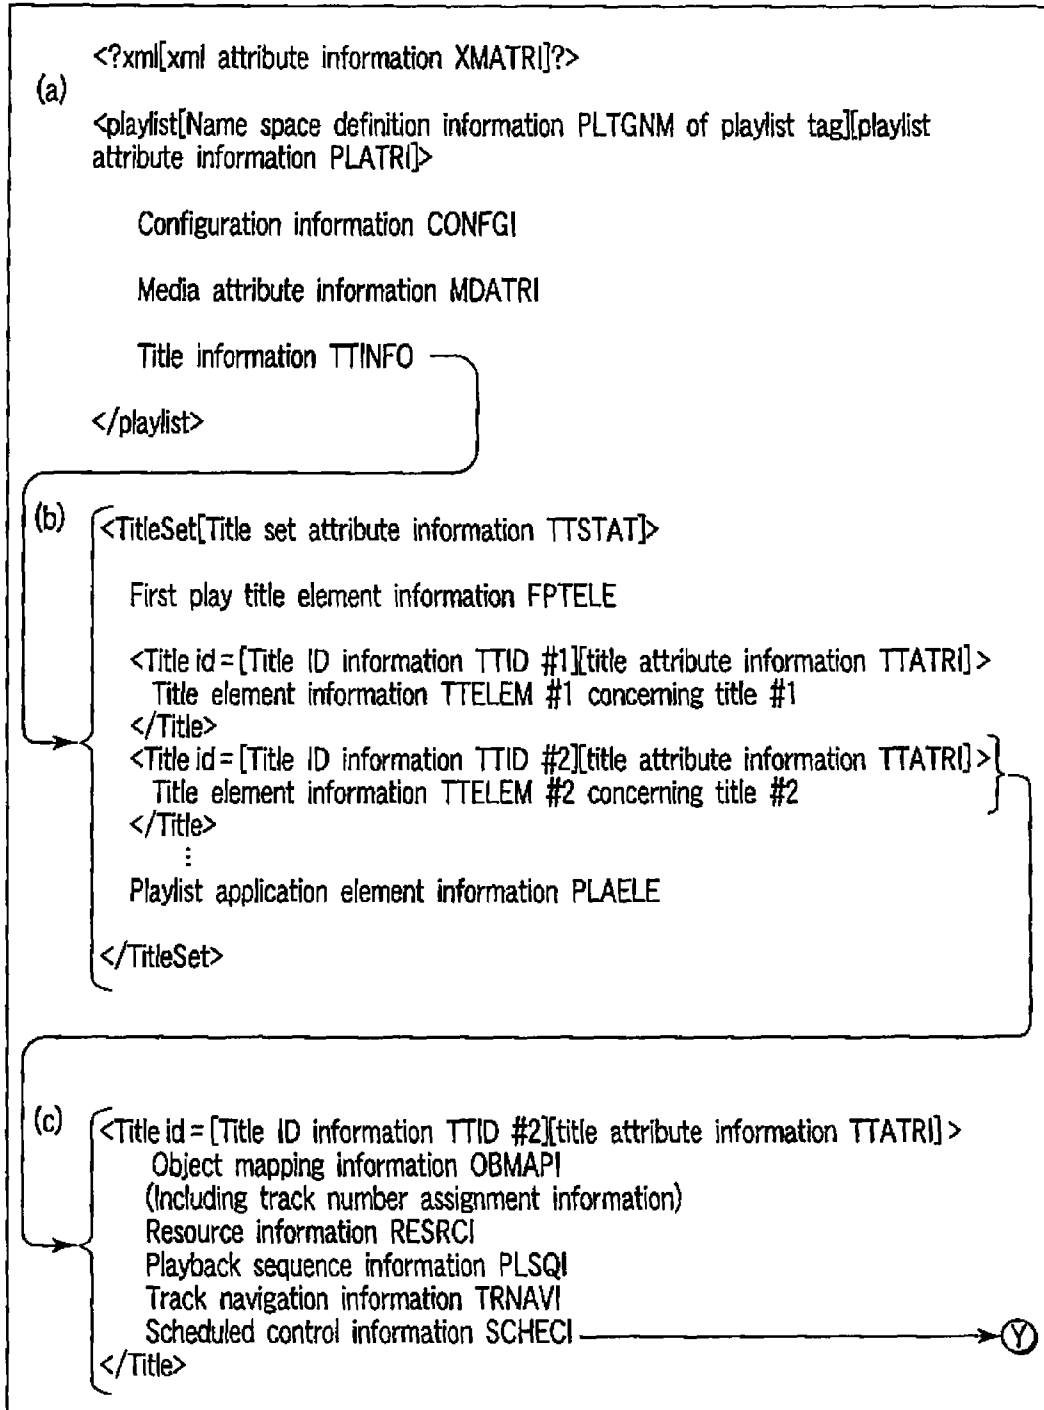 <?xml[xml attribute information XMATRI]?>
(a)
<playlist[Name space definition information PLTGNM of playlist tag][playlist
attribute information PLATRI]>
Configuration information CONFGI
Media attribute information MDATRI
Title information TTINFO
</playlist>
(b)
<TitleSet[Title set attribute information TTSTAT]>
First play title element information FPTELE
<Title id = [Title ID information TTID #1][title attribute information TTATRI] >
Title element information TTELEM #1 concerning title #1
</Title>
<Title id = [Title ID information TTID #2][title attribute information TTATRI] >
Title element information TTELEM #2 concerning title #2
</Title>
⋮
Playlist application element information PLAELE
</TitleSet>
(c)
<Title id = [Title ID information TTID #2][title attribute information TTATRI] >
Object mapping information OBMAPI
(Including track number assignment information)
Resource information RESRCI
Playback sequence information PLSQI
Track navigation information TRNAVI
Scheduled control information SCHECI
Y
</Title>